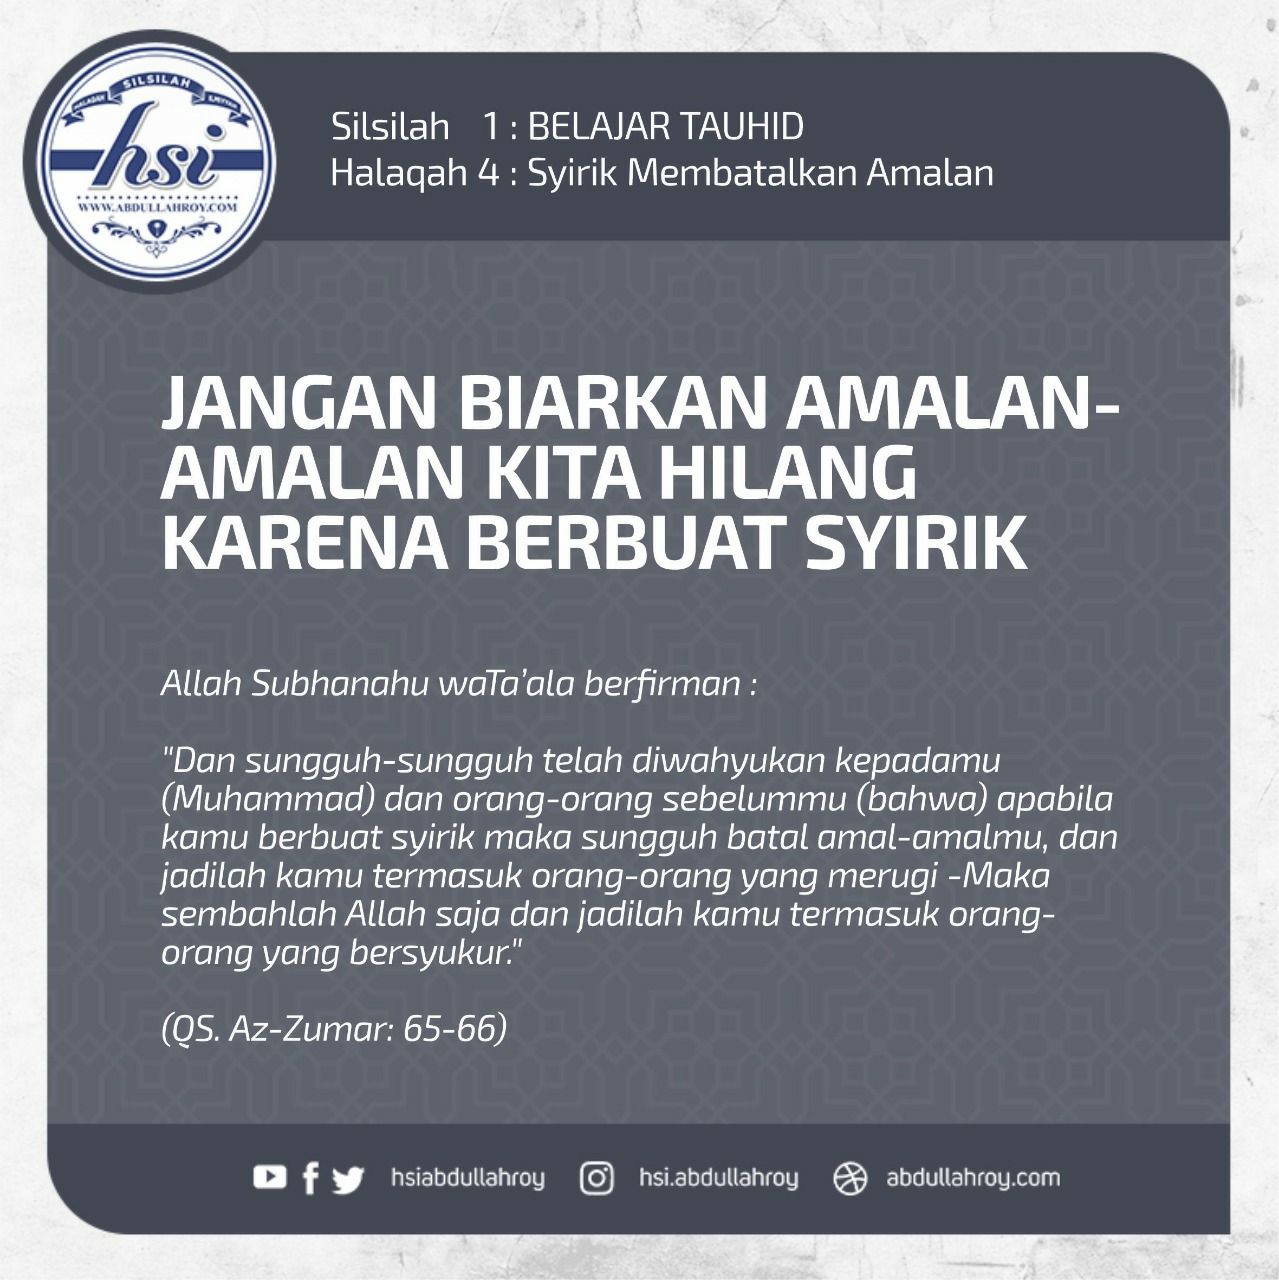 HALAQAH SILSILAH ILMIYYAH
hsi
WWW.ABDULLAHROY.COM
Silsilah 1 : BELAJAR TAUHID
Halaqah 4 : Syirik Membatalkan Amalan
JANGAN BIARKAN AMALAN-
AMALAN KITA HILANG
KARENA BERBUAT SYIRIK
Allah Subhanahu waTa’ala berfirman :
"Dan sungguh-sungguh telah diwahyukan kepadamu
(Muhammad) dan orang-orang sebelummu (bahwa) apabila
kamu berbuat syirik maka sungguh batal amal-amalmu, dan
jadilah kamu termasuk orang-orang yang merugi -Maka
sembahlah Allah saja dan jadilah kamu termasuk orang-
orang yang bersyukur."
(QS. Az-Zumar: 65-66)
hsiabdullahroy hsi.abdullahroy abdullahroy.com